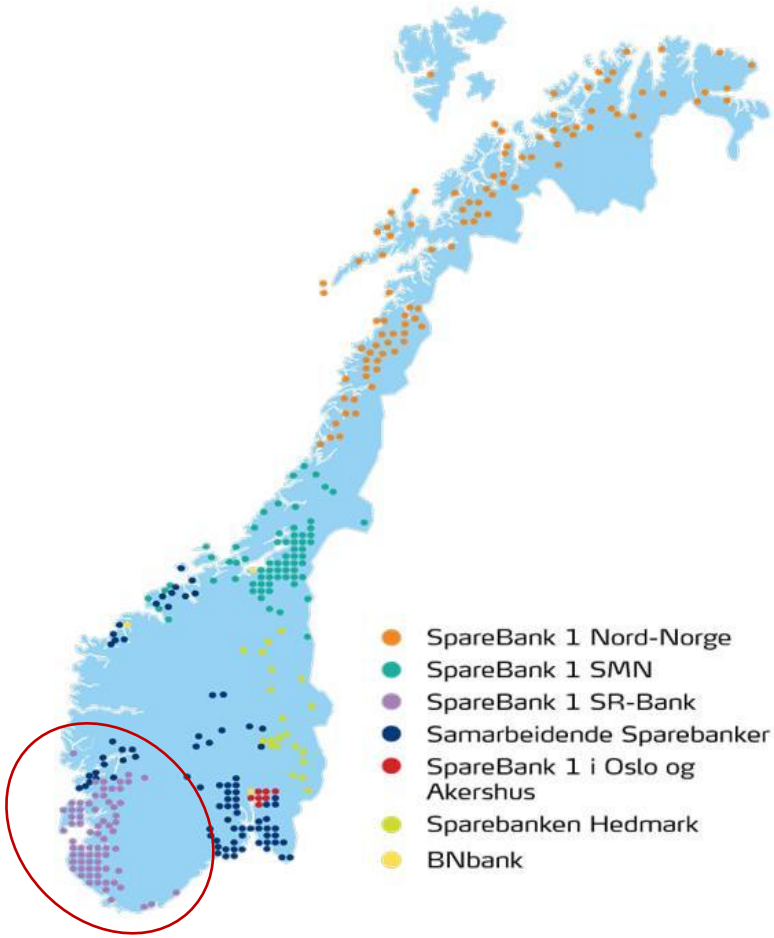 SpareBank 1 Nord-Norge
SpareBank 1 SMN
SpareBank 1 SR-Bank
Samarbeidende Sparebanker
SpareBank 1 i Oslo og
Akershus
Sparebanken Hedmark
BNbank